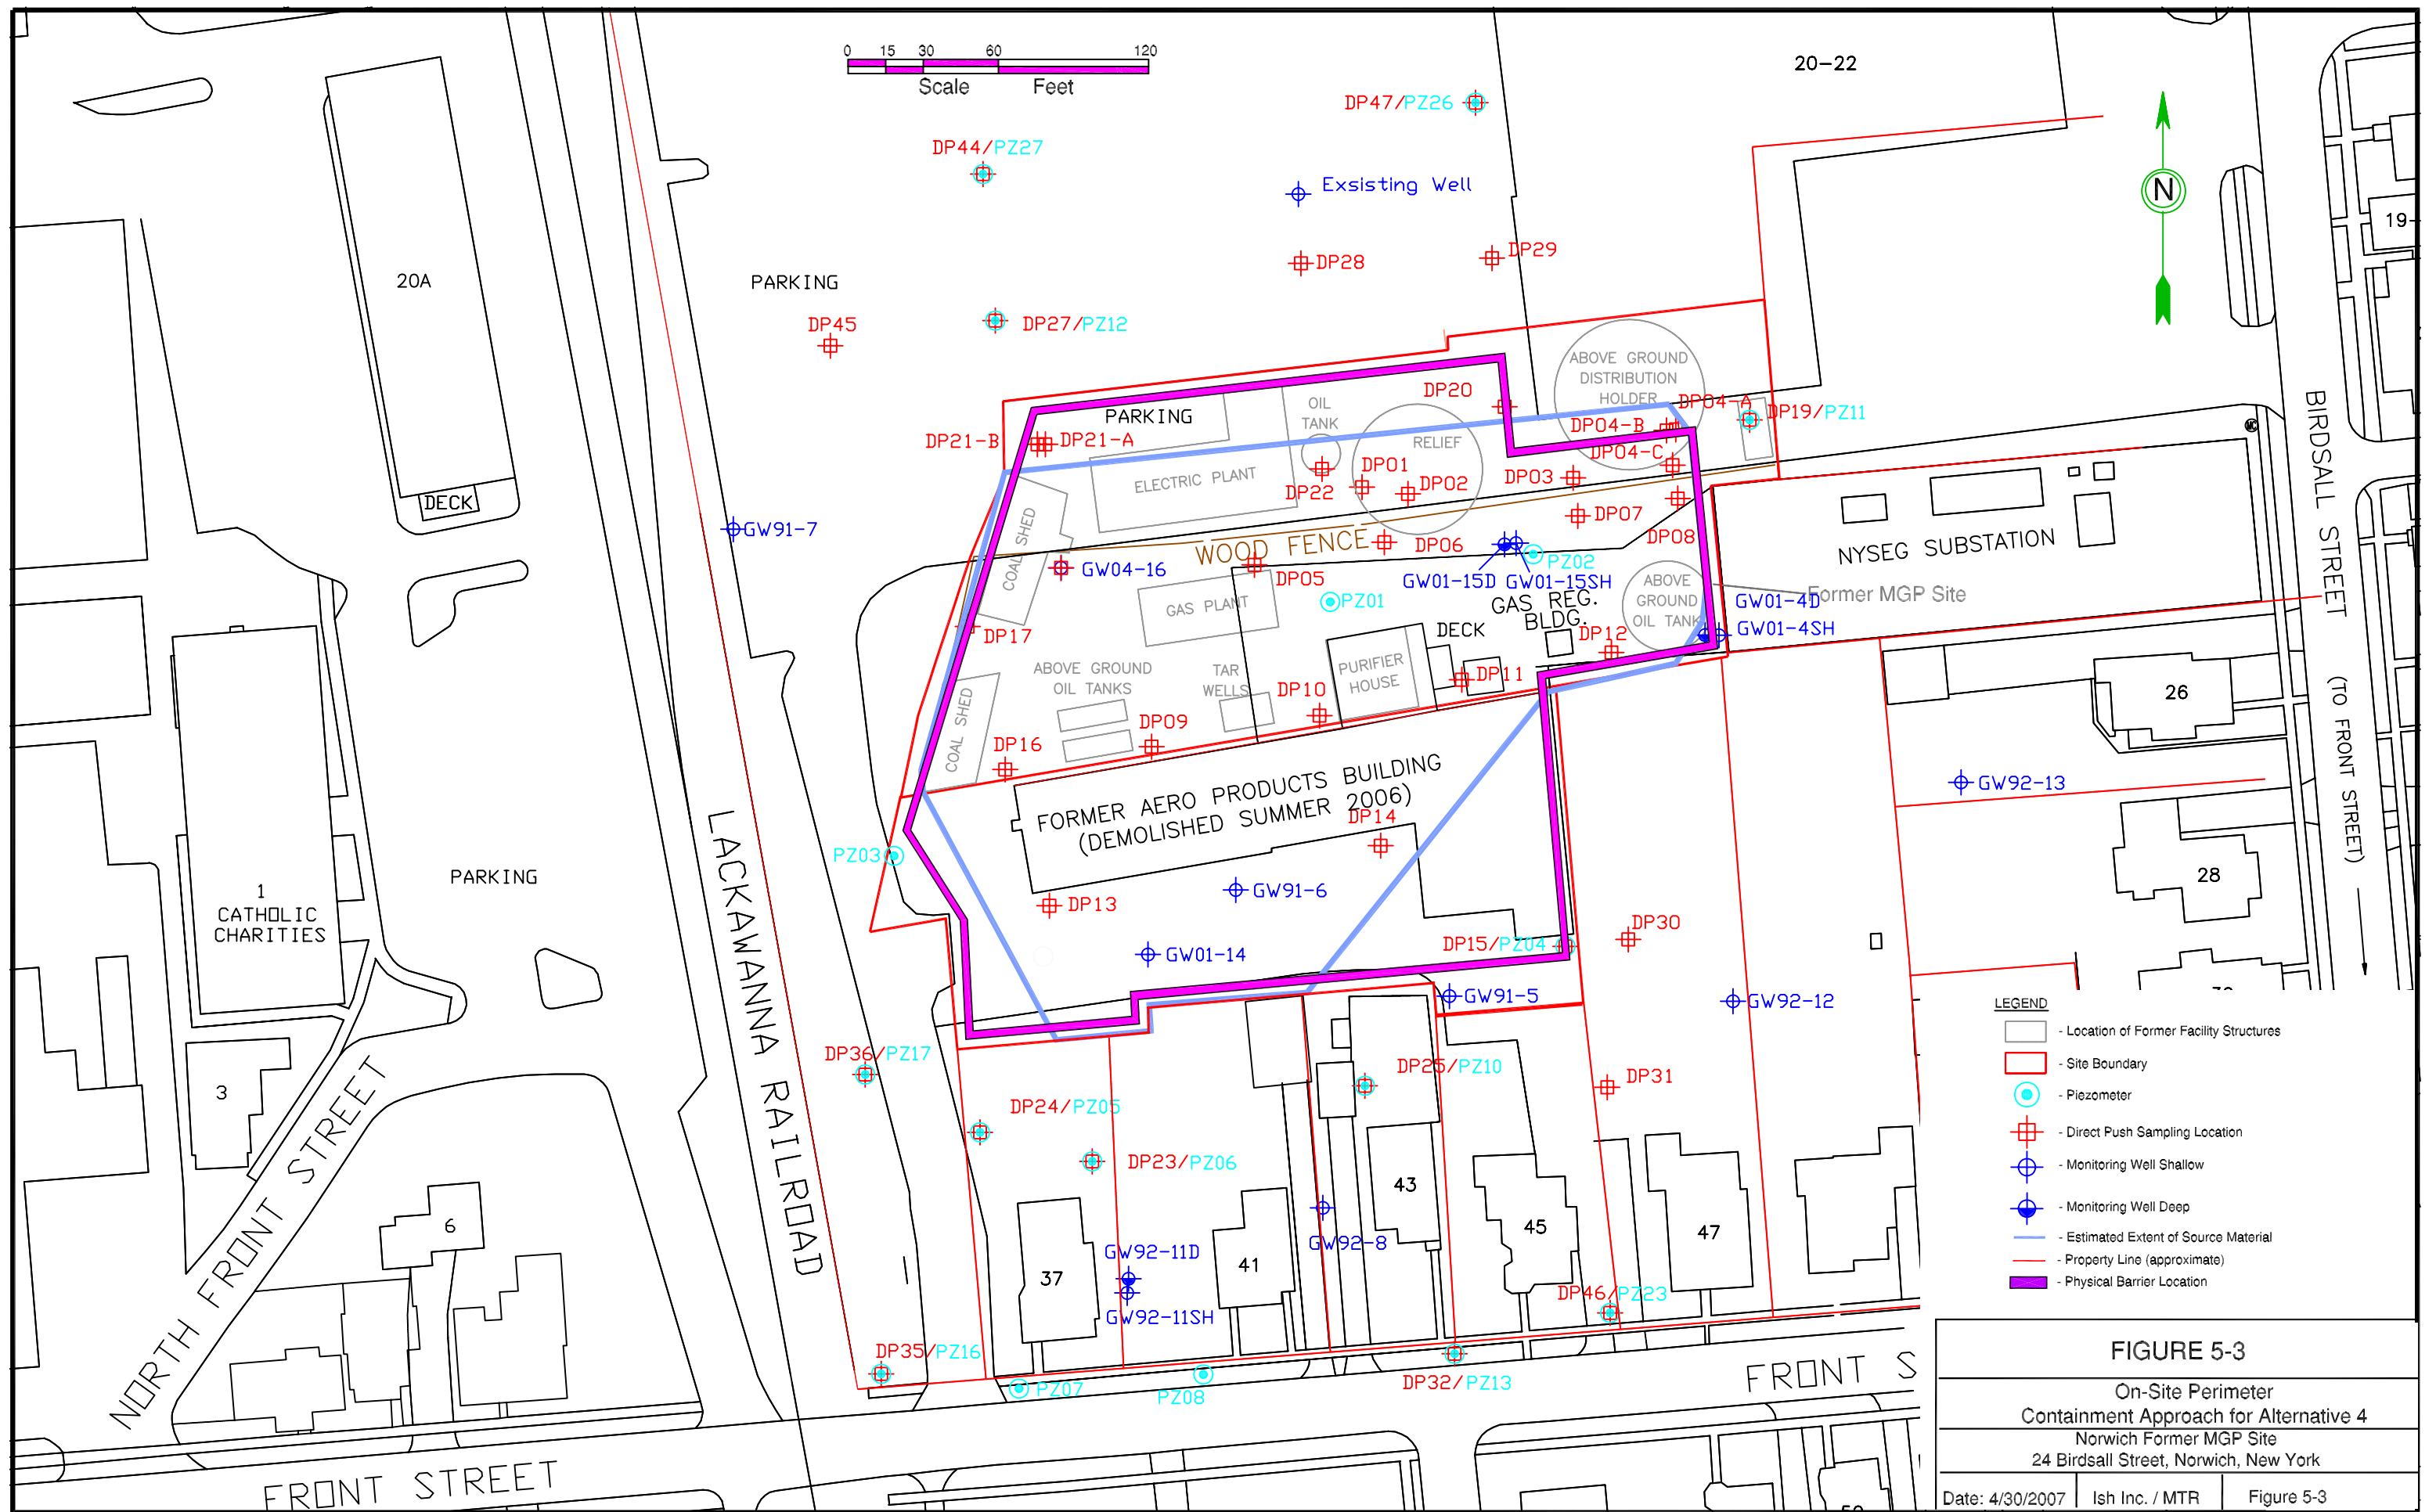 0 15 30 60 120
Scale Feet
20-22
DP47/PZ26
DP44/PZ27
Exsisting Well
N
19
20A
PARKING
DP28
DP29
DP45
DP27/PZ12
ABOVE GROUND
DISTRIBUTION
HOLDER
DP20
OIL
TANK
PARKING
DP04-A
DP19/PZ11
DP04-B
DP21-B
DP21-A
RELIEF
DP04-C
BIRDSALL STREET
(TO FRONT STREET)
DECK
ELECTRIC PLANT
DP22
DP01
DP02
DP03
DP07
DP08
GW91-7
COAL SHED
WOOD FENCE
DP06
PZ02
NYSEG SUBSTATION
GW04-16
DP05
GW01-15D
GW01-15SH
ABOVE
GROUND
OIL TANK
Former MGP Site
GAS PLANT
PZ01
GAS REG.
BLDG.
GW01-4D
GW01-4SH
DP17
DECK
DP12
ABOVE GROUND
OIL TANKS
TAR
WELLS
PURIFIER
HOUSE
DP11
26
COAL SHED
DP10
DP09
DP16
GW92-13
FORMER AERO PRODUCTS BUILDING
(DEMOLISHED SUMMER 2006)
DP14
PZ03
PARKING
1
CATHOLIC
CHARITIES
28
DP13
GW91-6
LACKAWANNA RAILROAD
DP15/PZ04
DP30
GW01-14
GW91-5
GW92-12
DP36/PZ17
3
DP25/PZ10
DP31
DP24/PZ05
DP23/PZ06
NORTH FRONT STREET
43
6
45
47
GW92-8
GW92-11D
37
41
GW92-11SH
DP46/PZ23
DP35/PZ16
PZ07
PZ08
DP32/PZ13
FRONT S
FRONT STREET
LEGEND
- Location of Former Facility Structures
- Site Boundary
- Piezometer
- Direct Push Sampling Location
- Monitoring Well Shallow
- Monitoring Well Deep
- Estimated Extent of Source Material
- Property Line (approximate)
- Physical Barrier Location
FIGURE 5-3
On-Site Perimeter
Containment Approach for Alternative 4
Norwich Former MGP Site
24 Birdsall Street, Norwich, New York
Date: 4/30/2007 Ish Inc. / MTR Figure 5-3